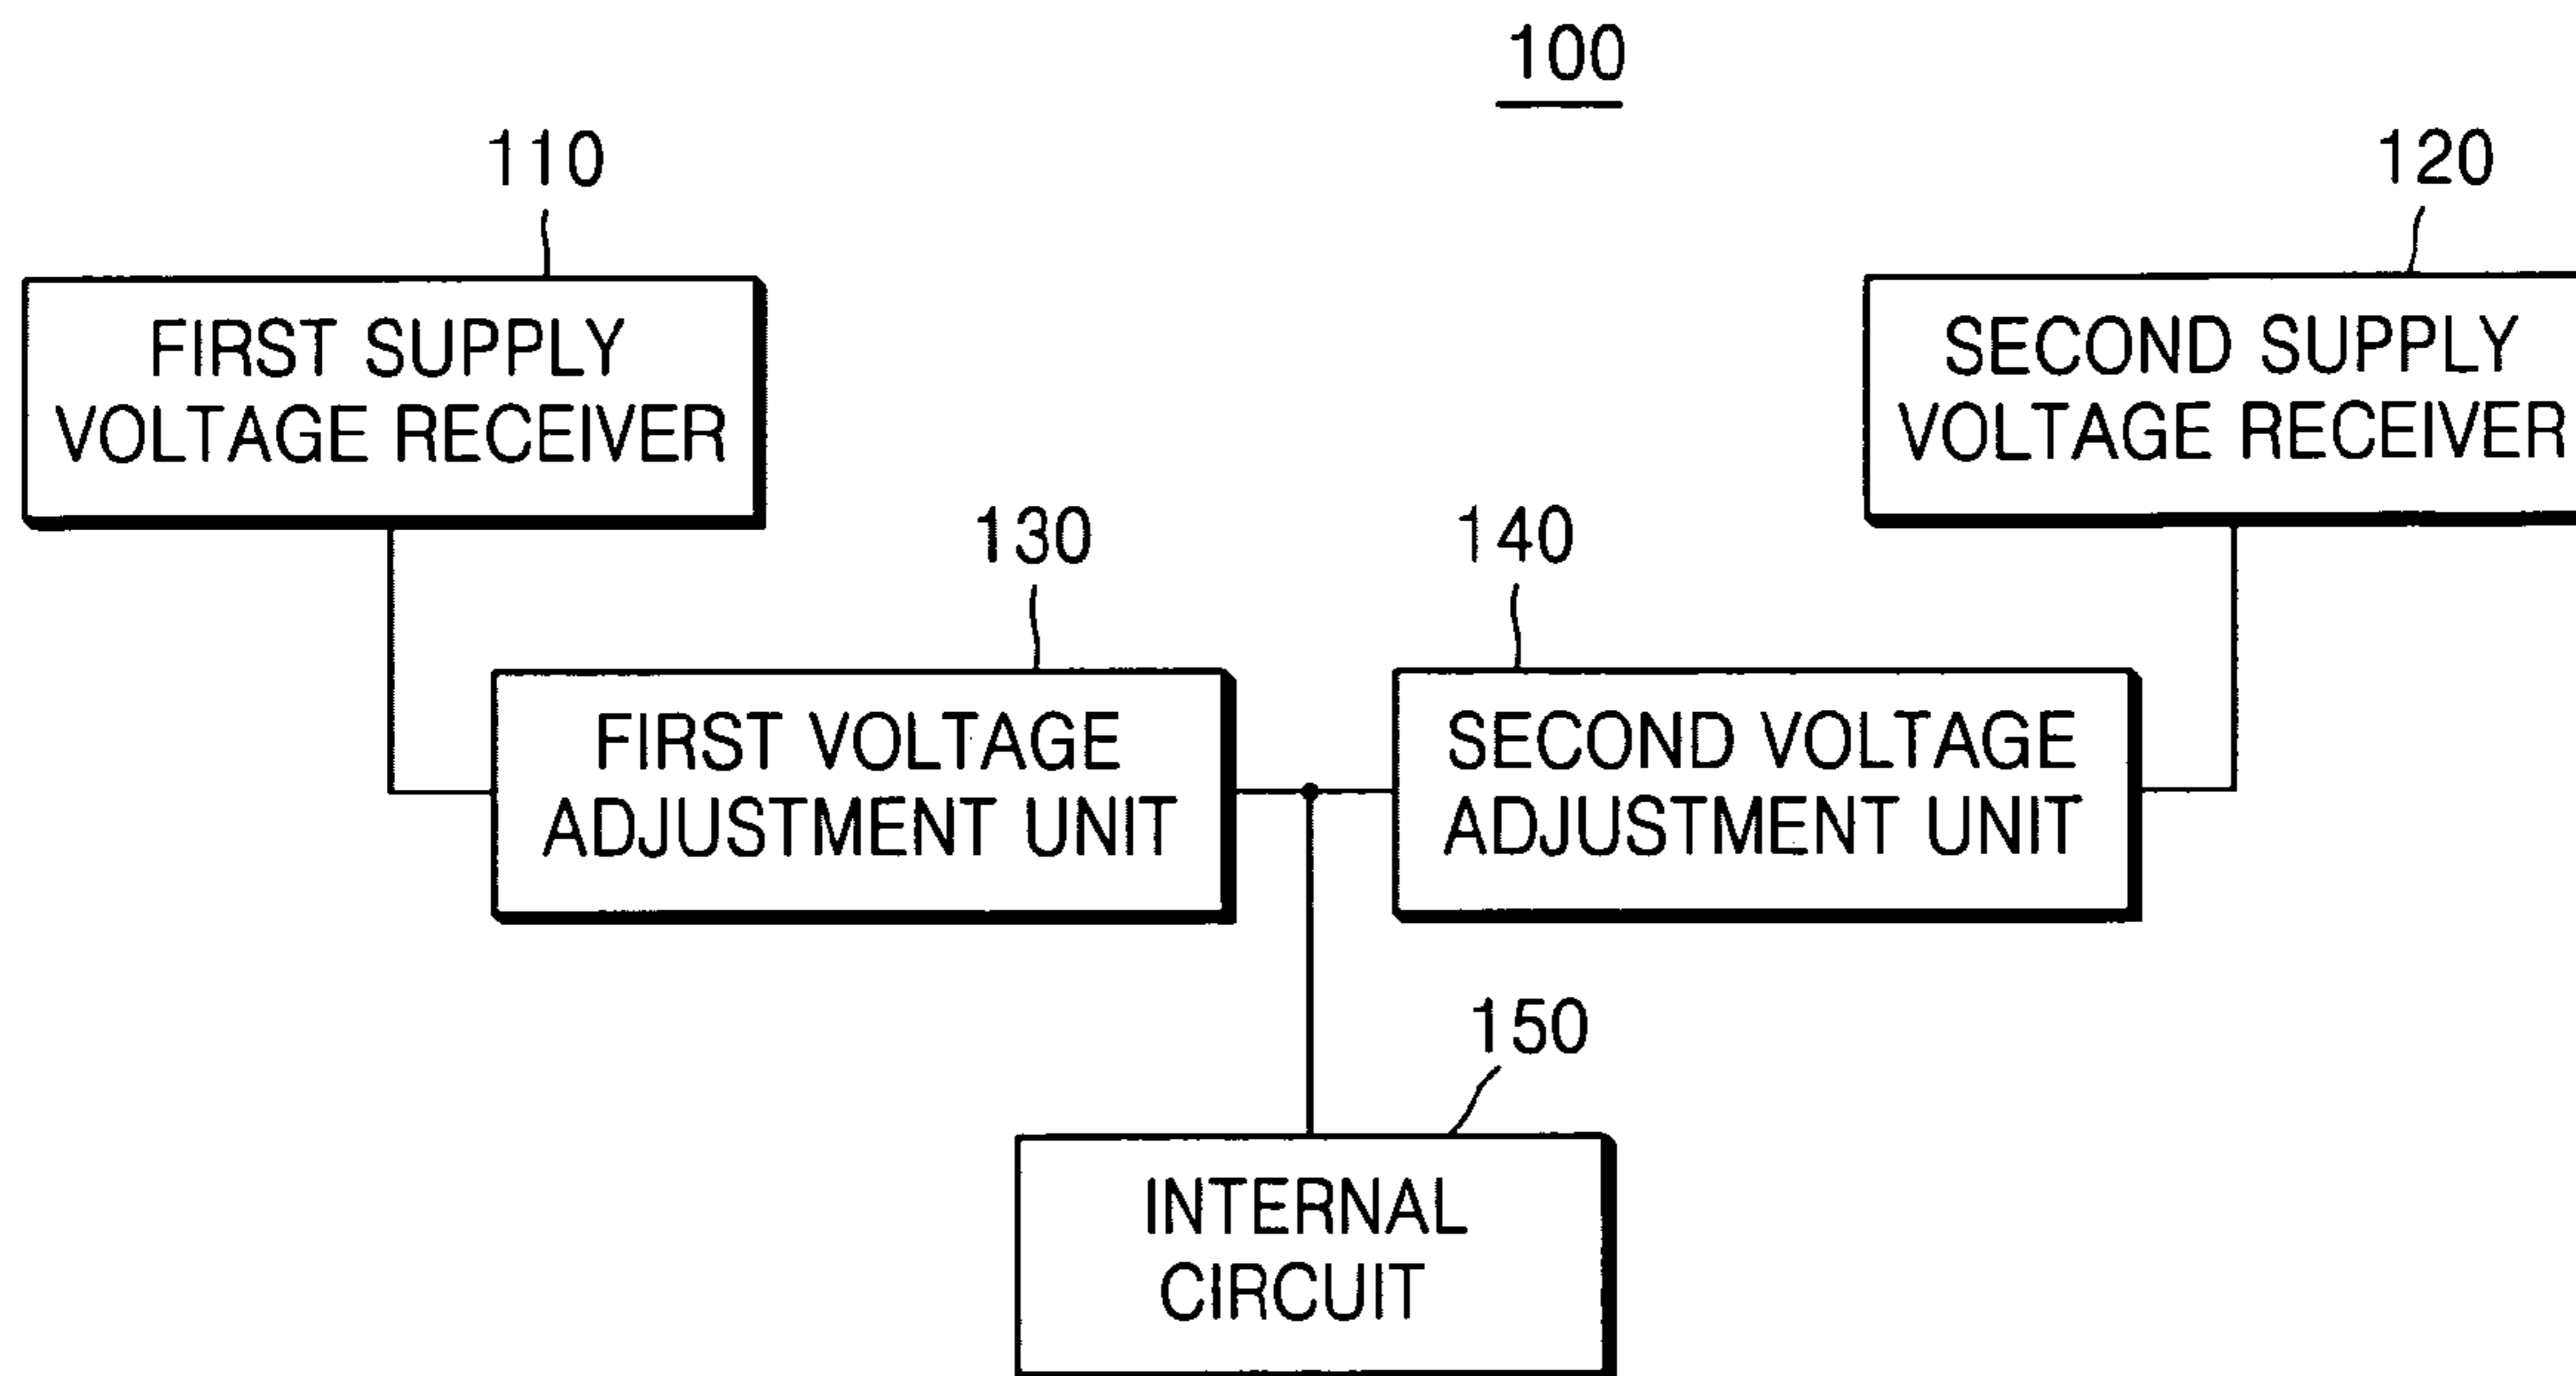 100
110
120
FIRST SUPPLY
VOLTAGE RECEIVER
SECOND SUPPLY
VOLTAGE RECEIVER
130
140
FIRST VOLTAGE
ADJUSTMENT UNIT
SECOND VOLTAGE
ADJUSTMENT UNIT
150
INTERNAL
CIRCUIT